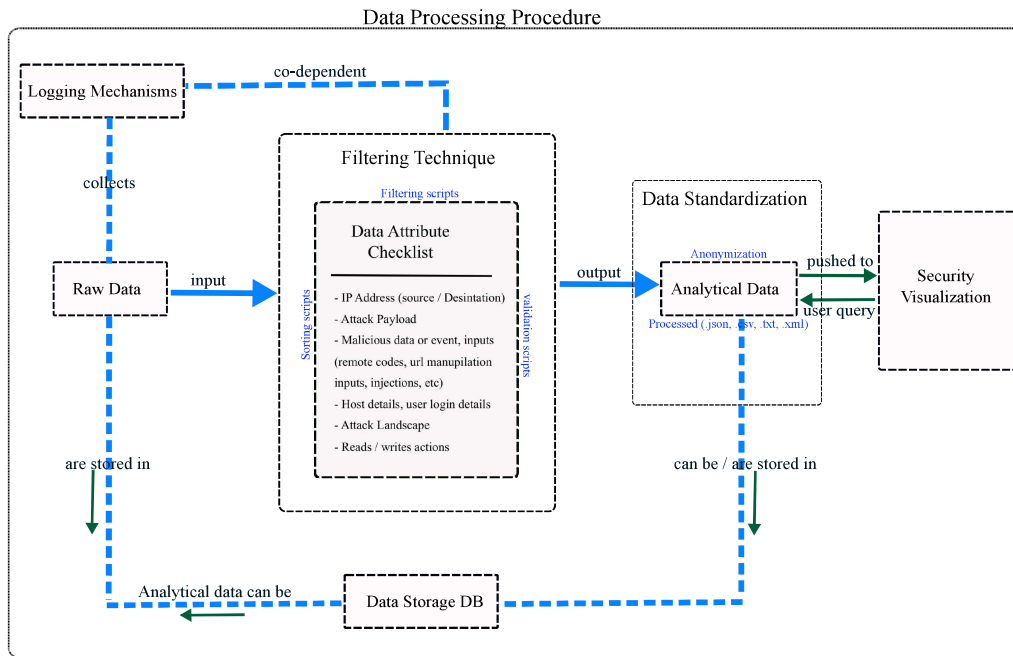 Data Processing Procedure
Logging Mechanisms
co-dependent
collects
Raw Data
input
Filtering Technique
Filtering scripts
Sorting scripts
Data Attribute
Checklist
- IP Address (source / Desintation)
- Attack Payload
- Malicious data or event, inputs
(remote codes, url manupilation
inputs, injections, etc)
- Host details, user login details
- Attack Landscape
- Reads / writes actions
validation scripts
output
Data Standardization
Anonymization
Analytical Data
Processed (.json, .csv, .txt, .xml)
pushed to
user query
Security
Visualization
are stored in
can be / are stored in
Analytical data can be
Data Storage DB